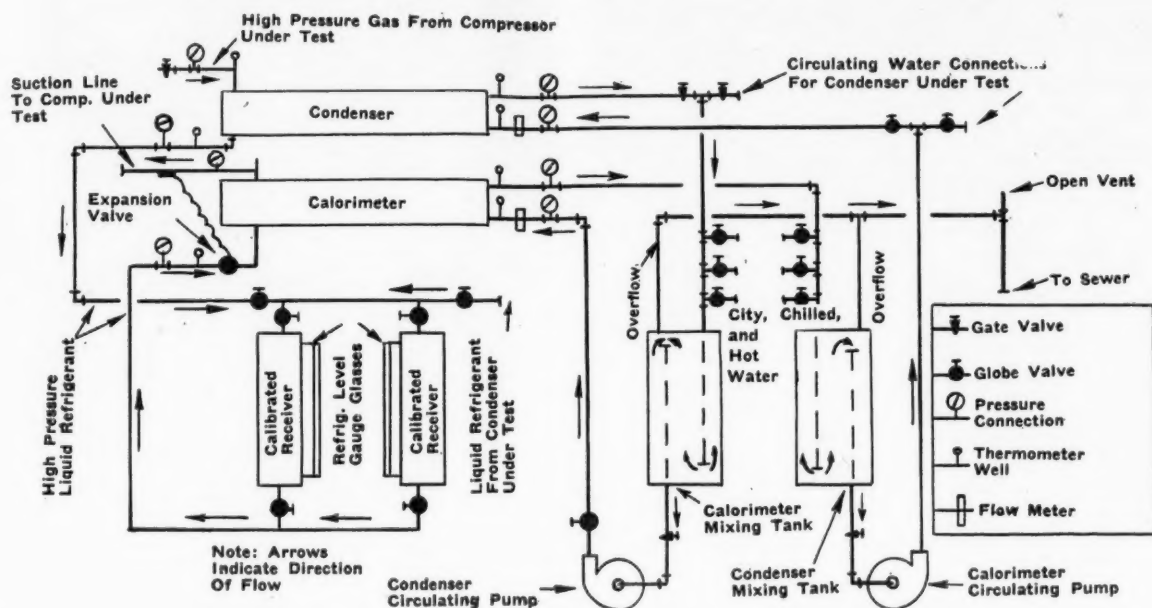 High Pressure Gas From Compressor
Under Test
Suction Line
To Comp. Under
Test
Circulating Water Connections
For Condenser Under Test
Condenser
Calorimeter
Expansion
Valve
Open Vent
To Sewer
Overflow
Overflow
City,
and
Hot
Water
Chilled,
High Pressure
Liquid Refrigerant
Calibrated
Receiver
Refrig. Level
Gauge Glasses
Calibrated
Receiver
Liquid Refrigerant
From Condenser
Under Test
Gate Valve
Globe Valve
Pressure
Connection
Thermometer
Well
Flow Meter
Calorimeter
Mixing Tank
Note: Arrows
Indicate Direction
Of Flow
Condenser
Circulating Pump
Condenser
Mixing Tank
Calorimeter
Circulating Pump